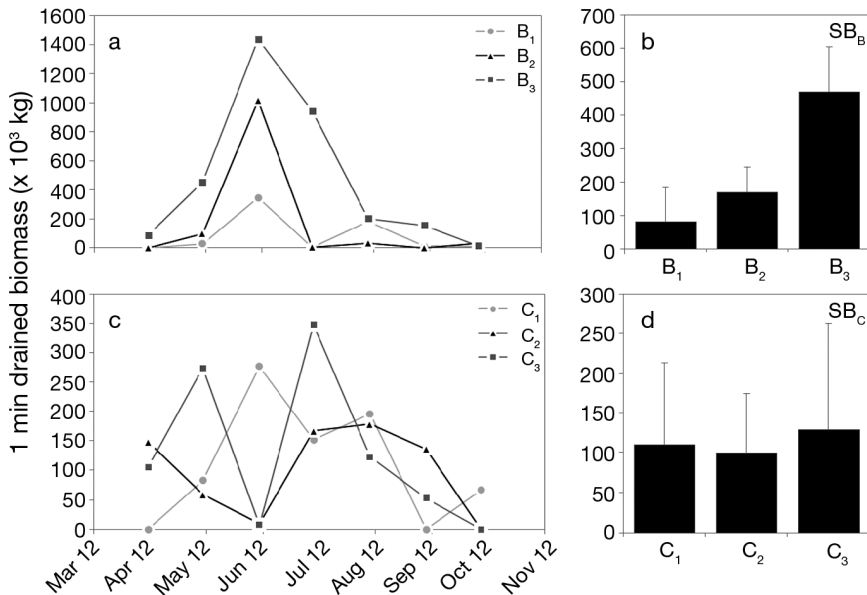 1 min drained biomass (x 10³ kg)
a
B₁
B₂
B₃
1600
1400
1200
1000
800
600
400
200
0
b
SB_B
700
600
500
400
300
200
100
0
B₁ B₂ B₃
c
C₁
C₂
C₃
400
350
300
250
200
150
100
50
0
Mar 12 Apr 12 May 12 Jun 12 Jul 12 Aug 12 Sep 12 Oct 12 Nov 12
d
SB_C
300
250
200
150
100
50
0
C₁ C₂ C₃